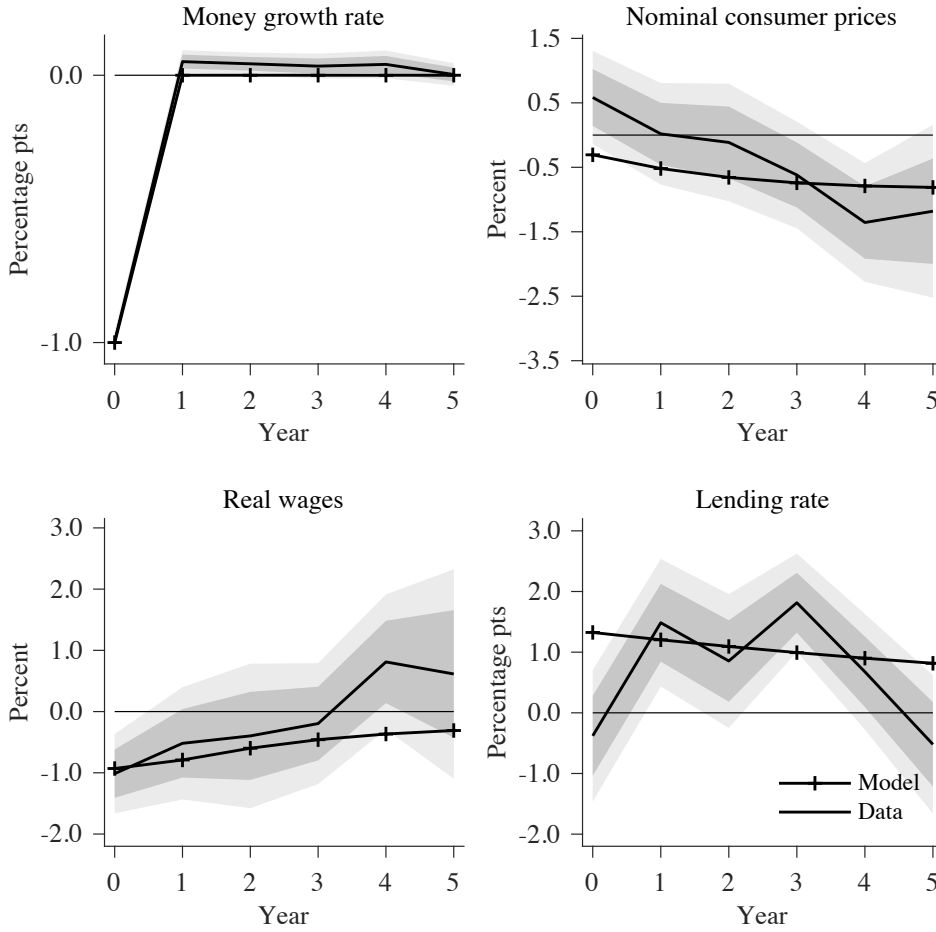 Money growth rate
Percentage pts
0.0
-1.0
0 1 2 3 4 5
Year
Nominal consumer prices
Percent
1.5
0.5
-0.5
-1.5
-2.5
-3.5
0 1 2 3 4 5
Year
Real wages
Percent
3.0
2.0
1.0
0.0
-1.0
-2.0
0 1 2 3 4 5
Year
Lending rate
Percentage pts
3.0
2.0
1.0
0.0
-1.0
-2.0
Model
Data
0 1 2 3 4 5
Year